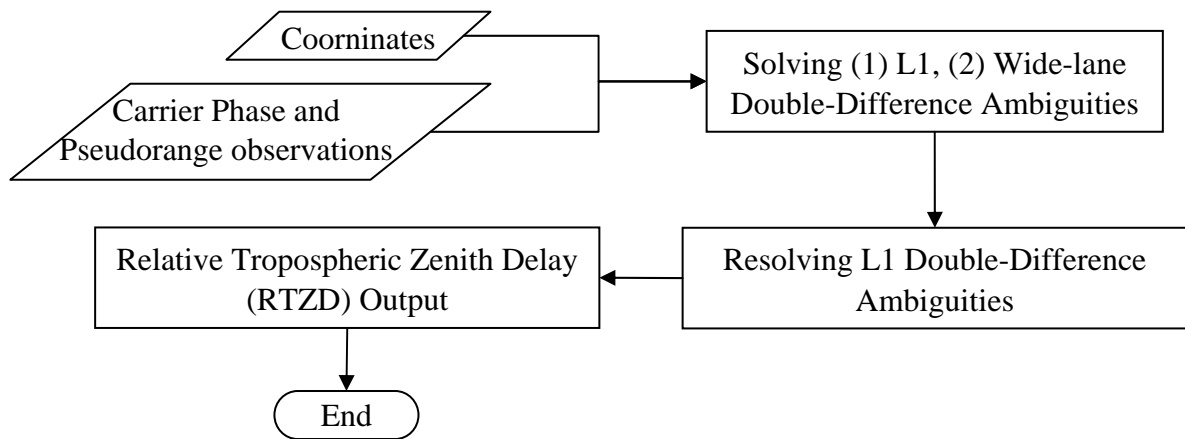 Coorninates
Carrier Phase and
Pseudorange observations
Solving (1) L1, (2) Wide-lane
Double-Difference Ambiguities
Resolving L1 Double-Difference
Ambiguities
Relative Tropospheric Zenith Delay
(RTZD) Output
End